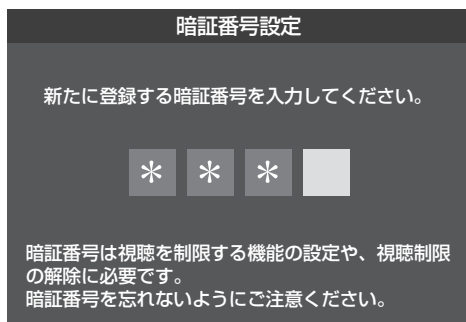 暗証番号設定
新たに登録する暗証番号を入力してください。
＊ ＊ ＊
暗証番号は視聴を制限する機能の設定や、視聴制限
の解除に必要です。
暗証番号を忘れないようにご注意ください。